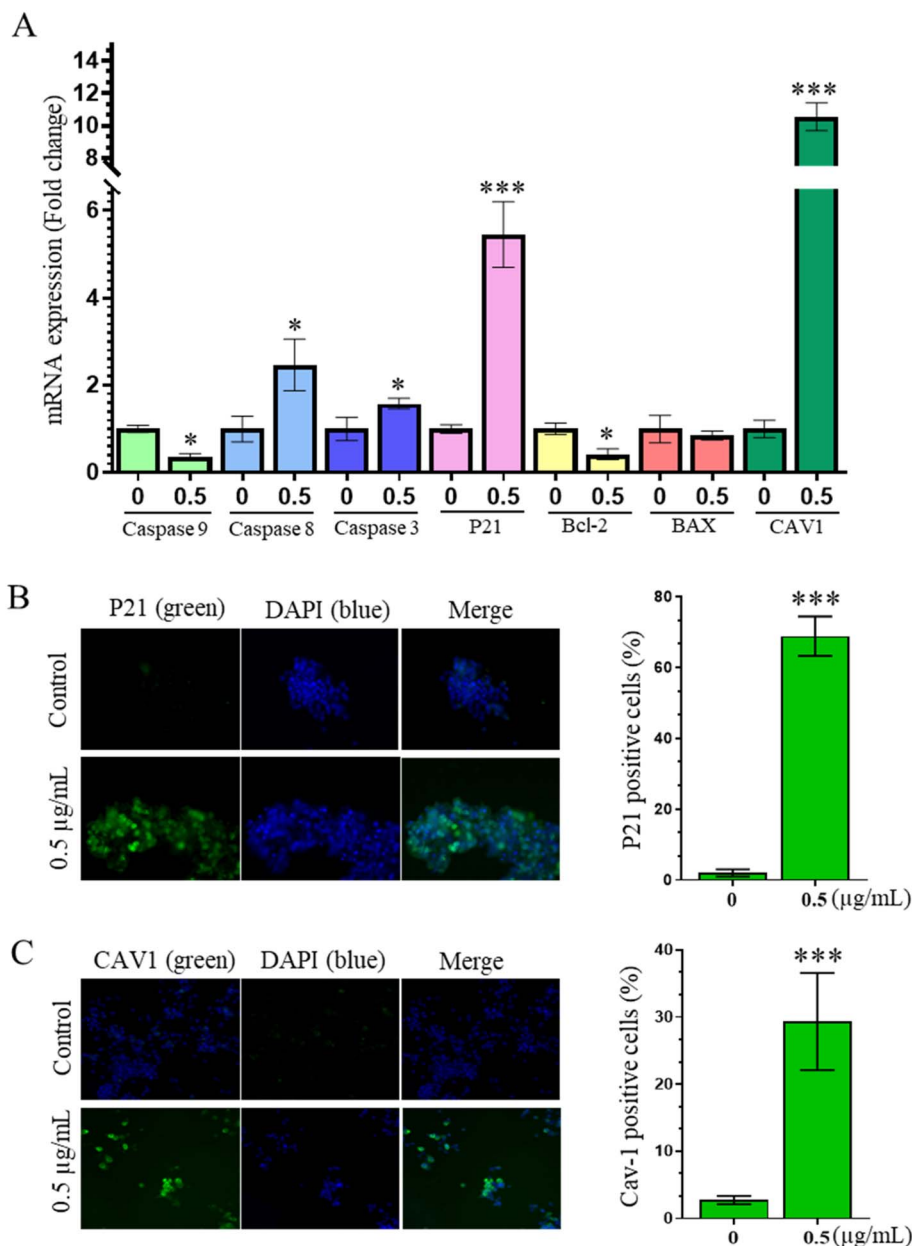 A
mRNA expression (Fold change)
14
12
10
8
6
4
2
0
*
*
*
***
*
***
0 0.5 0 0.5 0 0.5 0 0.5 0 0.5 0 0.5 0 0.5
Caspase 9 Caspase 8 Caspase 3 P21 Bcl-2 BAX CAV1
B
P21 (green) DAPI (blue) Merge
Control
0.5 µg/mL
P21 positive cells (%)
80
60
40
20
0
***
0 0.5 (µg/mL)
C
CAV1 (green) DAPI (blue) Merge
Control
0.5 µg/mL
Cav-1 positive cells (%)
40
30
20
10
0
***
0 0.5 (µg/mL)